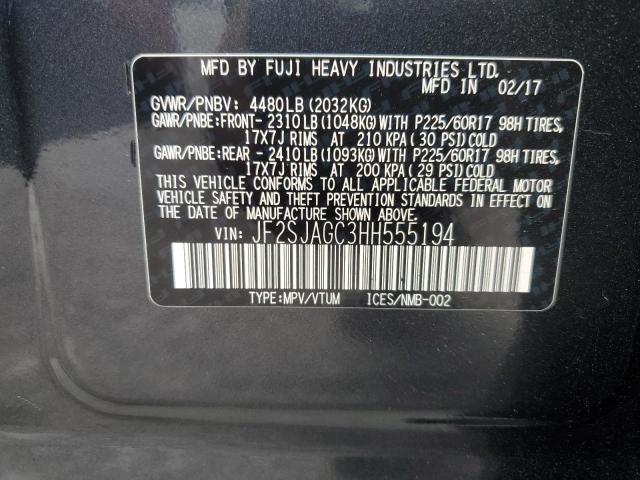 MFD BY FUJI HEAVY INDUSTRIES LTD.
MFD IN 02/17
GVWR/PNBV: 4480LB (2032KG)
GAWR/PNBE:FRONT- 2310LB (1048KG) WITH P225/60R17 98H TIRES,
17X7J RIMS AT 210 KPA( 30 PSI) COLD
GAWR/PNBE:REAR - 2410LB (1093KG) WITH P225/60R17 98H TIRES,
17X7J RIMS AT 200 KPA( 29 PSI) COLD
THIS VEHICLE CONFORMS TO ALL APPLICABLE FEDERAL MOTOR
VEHICLE SAFETY AND THEFT PREVENTION STANDARDS IN EFFECT ON
THE DATE OF MANUFACTURE SHOWN ABOVE.
VIN: JF2SJAGC3HH555194
TYPE:MPV/VTUM ICES/NMB-002